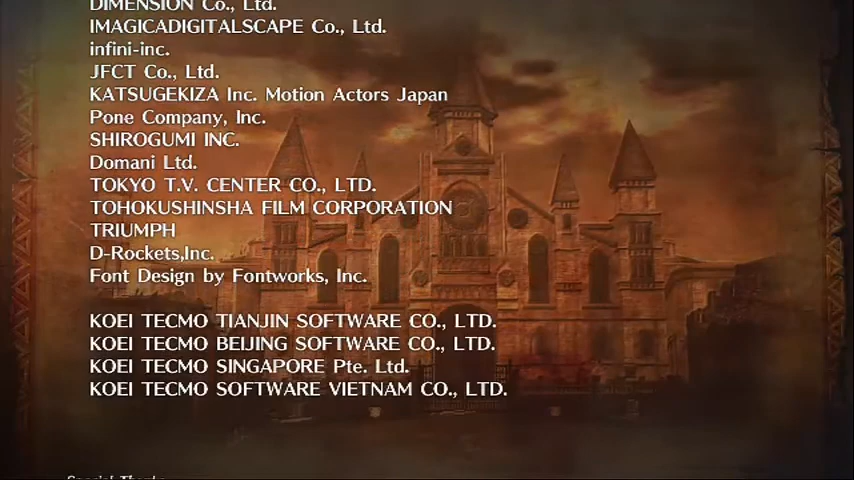 DIMENSION Co., Ltd.
IMAGICADIGITALSCAPE Co., Ltd.
infini-inc.
JFCT Co., Ltd.
KATSUGEKIZA Inc. Motion Actors Japan
Pone Company, Inc.
SHIROGUMI INC.
Domani Ltd.
TOKYO T.V. CENTER CO., LTD.
TOHOKUSHINSHA FILM CORPORATION
TRIUMPH
D-Rockets,Inc.
Font Design by Fontworks, Inc.
KOEI TECMO TIANJIN SOFTWARE CO., LTD.
KOEI TECMO BEIJING SOFTWARE CO., LTD.
KOEI TECMO SINGAPORE Pte. Ltd.
KOEI TECMO SOFTWARE VIETNAM CO., LTD.
Special Thanks